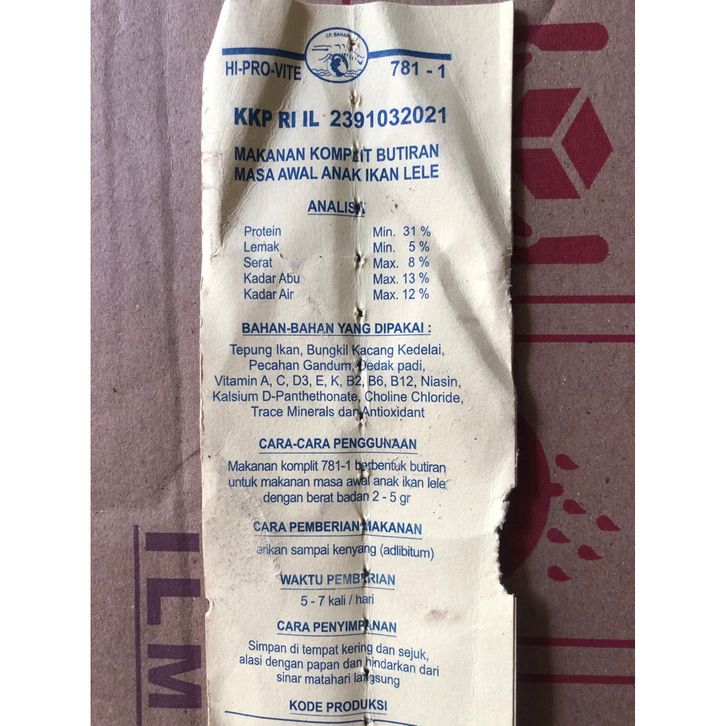 CP. BAHARI
HI-PRO-VITE 781 - 1
KKP RI IL 2391032021
MAKANAN KOMPLIT BUTIRAN
MASA AWAL ANAK IKAN LELE
ANALISA
Protein Min. 31 %
Lemak Min. 5 %
Serat Max. 8 %
Kadar Abu Max. 13 %
Kadar Air Max. 12 %
BAHAN-BAHAN YANG DIPAKAI :
Tepung Ikan, Bungkil Kacang Kedelai,
Pecahan Gandum, Dedak padi,
Vitamin A, C, D3, E, K, B2, B6, B12, Niasin,
Kalsium D-Panthethonate, Choline Chloride,
Trace Minerals dan Antioxidant
CARA-CARA PENGGUNAAN
Makanan komplit 781-1 berbentuk butiran
untuk makanan masa awal anak ikan lele
dengan berat badan 2 - 5 gr
CARA PEMBERIAN MAKANAN
erikan sampai kenyang (adlibitum)
WAKTU PEMBERIAN
5 - 7 kali / hari
CARA PENYIMPANAN
Simpan di tempat kering dan sejuk,
alasi dengan papan dan hindarkan dari
sinar matahari langsung
KODE PRODUKSI
ILM